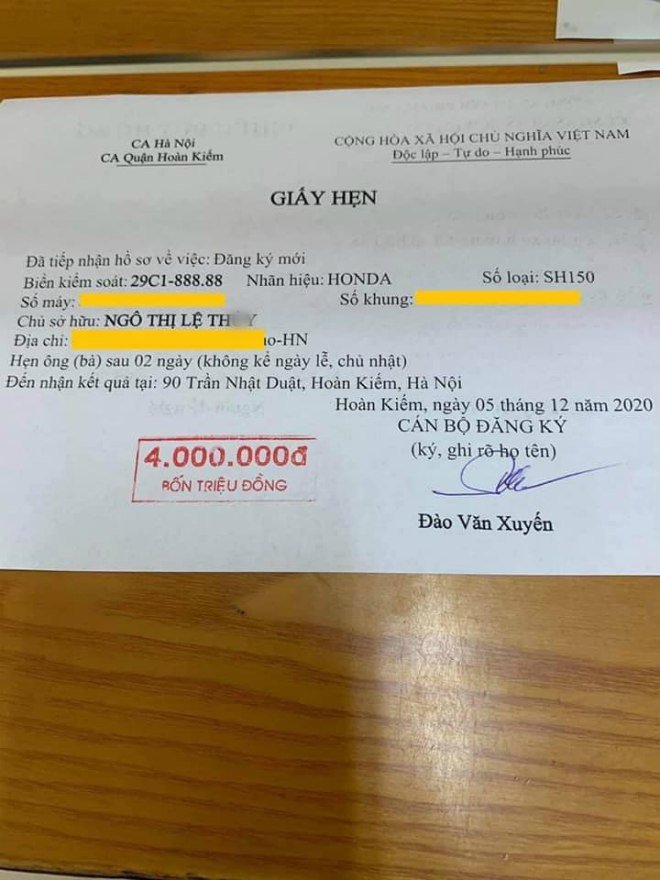 CA Hà Nội
CA Quận Hoàn Kiếm
CỘNG HÒA XÃ HỘI CHỦ NGHĨA VIỆT NAM
Độc lập – Tự do – Hạnh phúc
GIẤY HẸN
Đã tiếp nhận hồ sơ về việc: Đăng ký mới
Biển kiểm soát: 29C1-888.88 Nhãn hiệu: HONDA Số loại: SH150
Số máy: Số khung:
Chủ sở hữu: NGÔ THỊ LỆ
Địa chỉ: -HN
Hẹn ông (bà) sau 02 ngày (không kể ngày lễ, chủ nhật)
Đến nhận kết quả tại: 90 Trần Nhật Duật, Hoàn Kiếm, Hà Nội
Hoàn Kiếm, ngày 05 tháng 12 năm 2020
CÁN BỘ ĐĂNG KÝ
(ký, ghi rõ họ tên)
4.000.000đ
BỐN TRIỆU ĐỒNG
Đào Văn Xuyến